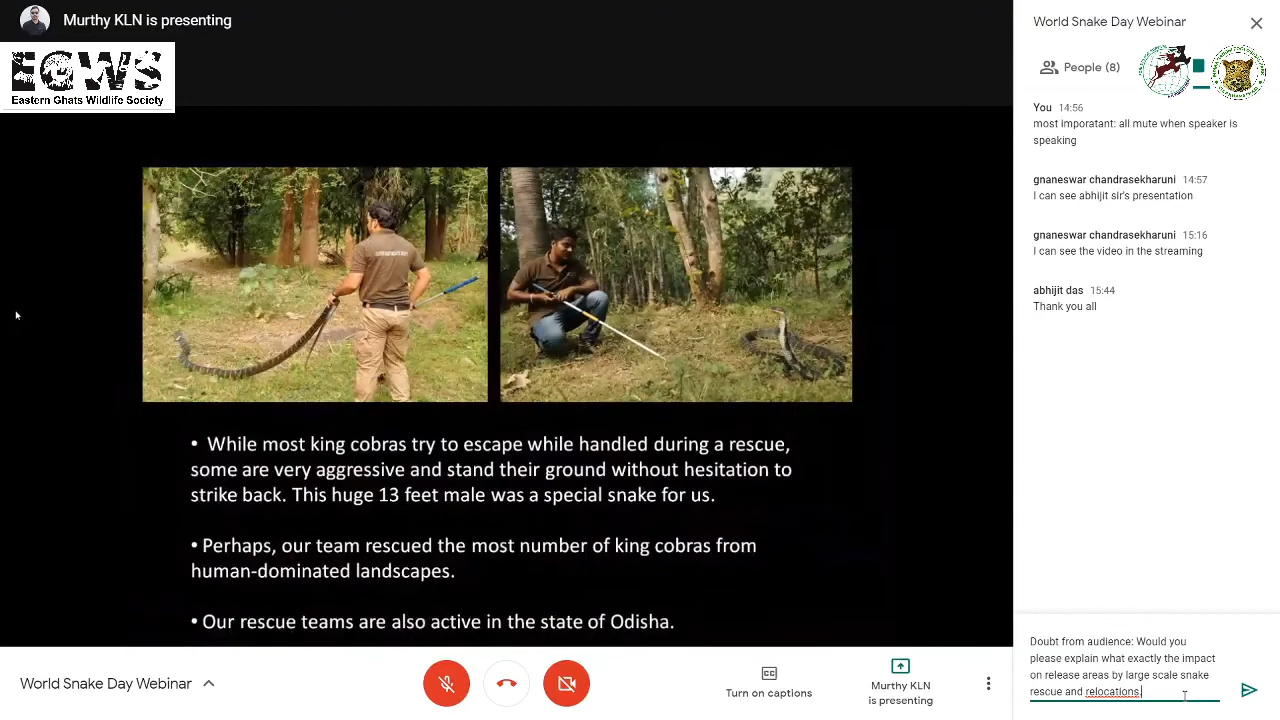 Murthy KLN is presenting
EGWS
Eastern Ghats Wildlife Society
World Snake Day Webinar
People (8)
You 14:56
most imporatant: all mute when speaker is
speaking
gnaneswar chandrasekharuni 14:57
I can see abhijit sir's presentation
gnaneswar chandrasekharuni 15:16
I can see the video in the streaming
abhijit das 15:44
Thank you all
• While most king cobras try to escape while handled during a rescue,
some are very aggressive and stand their ground without hesitation to
strike back. This huge 13 feet male was a special snake for us.
• Perhaps, our team rescued the most number of king cobras from
human-dominated landscapes.
• Our rescue teams are also active in the state of Odisha.
Doubt from audience: Would you
please explain what exactly the impact
on release areas by large scale snake
rescue and relocations.
World Snake Day Webinar
Turn on captions
Murthy KLN
is presenting